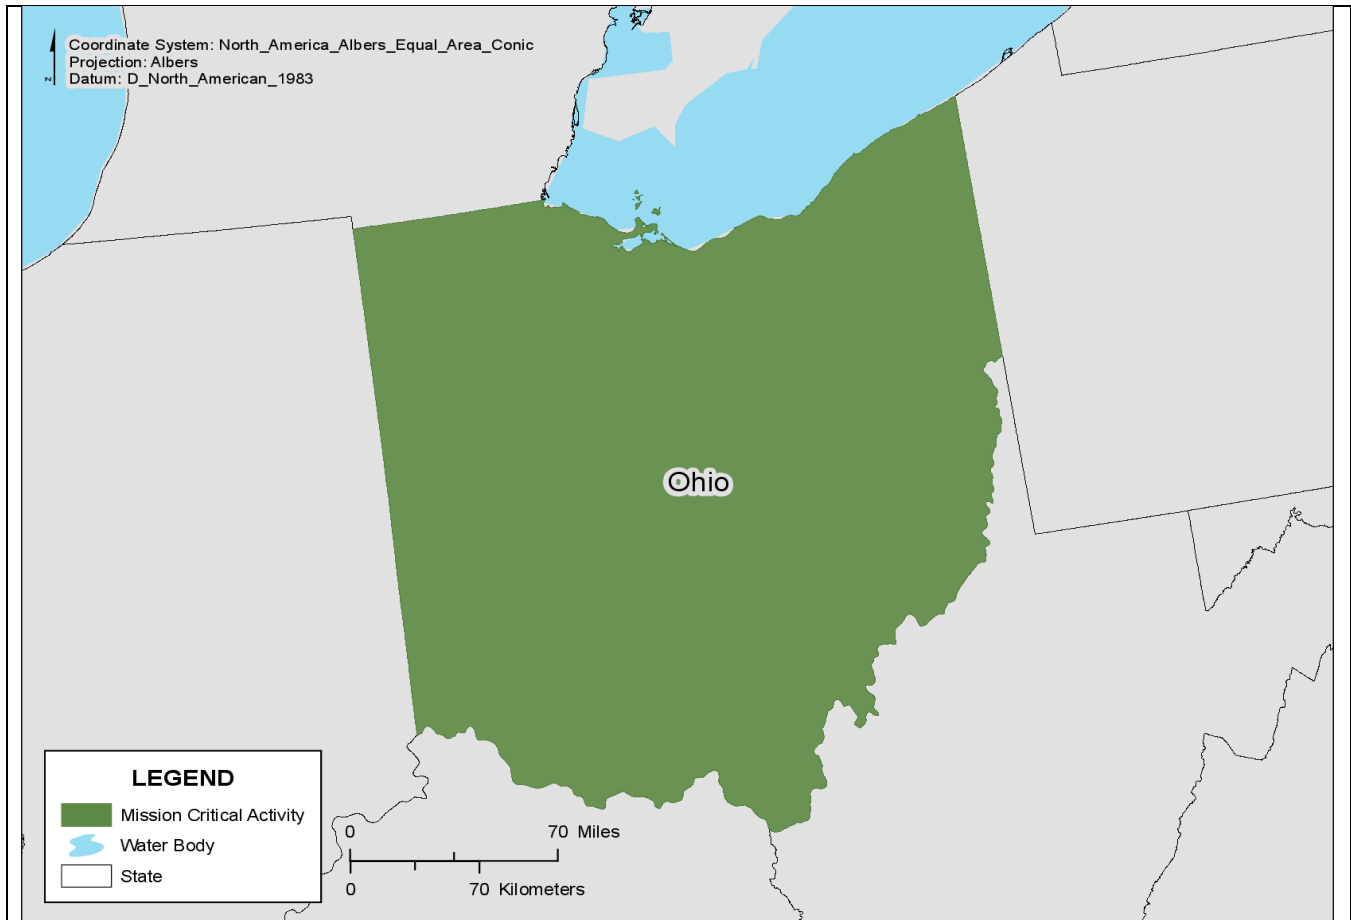 Coordinate System: North_America_Albers_Equal_Area_Conic
Projection: Albers
Datum: D_North_American_1983
N
Ohio
LEGEND
Mission Critical Activity
Water Body
State
0 70 Miles
0 70 Kilometers